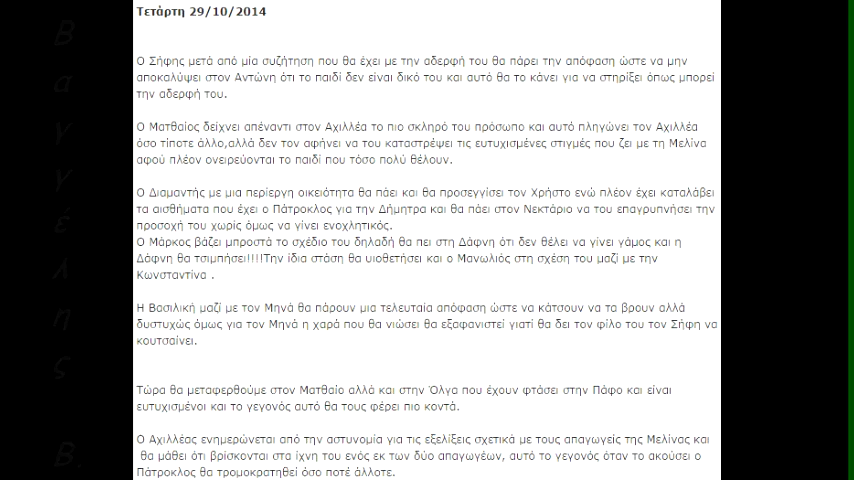 Τετάρτη 29/10/2014
Ο Σήφης μετά από μία συζήτηση που θα έχει με την αδερφή του θα πάρει την απόφαση ώστε να μην
αποκαλύψει στον Αντώνη ότι το παιδί δεν είναι δικό του και αυτό θα το κάνει για να στηρίξει όπως μπορεί
την αδερφή του.
Ο Ματθαίος δείχνει απέναντι στον Αχιλλέα το πιο σκληρό του πρόσωπο και αυτό πληγώνει τον Αχιλλέα
όσο τίποτε άλλο,αλλά δεν τον αφήνει να του καταστρέψει τις ευτυχισμένες στιγμές που ζει με τη Μελίνα
αφού πλέον ονειρεύονται το παιδί που τόσο πολύ θέλουν.
Ο Διαμαντής με μια περίεργη οικειότητα θα πάει και θα προσεγγίσει τον Χρήστο ενώ πλέον έχει καταλάβει
τα αισθήματα που έχει ο Πάτροκλος για την Δήμητρα και θα πάει στον Νεκτάριο να του επαγρυπνήσει την
προσοχή του χωρίς όμως να γίνει ενοχλητικός.
Ο Μάρκος βάζει μπροστά το σχέδιο του δηλαδή θα πει στη Δάφνη ότι δεν θέλει να γίνει γάμος και η
Δάφνη θα τσιμπήσει!!!!Την ίδια στάση θα υιοθετήσει και ο Μανωλιός στη σχέση του μαζί με την
Κωνσταντίνα .
Η Βασιλική μαζί με τον Μηνά θα πάρουν μια τελευταία απόφαση ώστε να κάτσουν να τα βρουν αλλά
δυστυχώς όμως για τον Μηνά η χαρά που θα νιώσει θα εξαφανιστεί γιατί θα δει τον φίλο του τον Σήφη να
κουτσαίνει.
Τώρα θα μεταφερθούμε στον Ματθαίο αλλά και στην Όλγα που έχουν φτάσει στην Πάφο και είναι
ευτυχισμένοι και το γεγονός αυτό θα τους φέρει πιο κοντά.
Ο Αχιλλέας ενημερώνεται από την αστυνομία για τις εξελίξεις σχετικά με τους απαγωγείς της Μελίνας και
θα μάθει ότι βρίσκονται στα ίχνη του ενός εκ των δύο απαγωγέων, αυτό το γεγονός όταν το ακούσει ο
Πάτροκλος θα τρομοκρατηθεί όσο ποτέ άλλοτε.
Βαγγέλης Β.